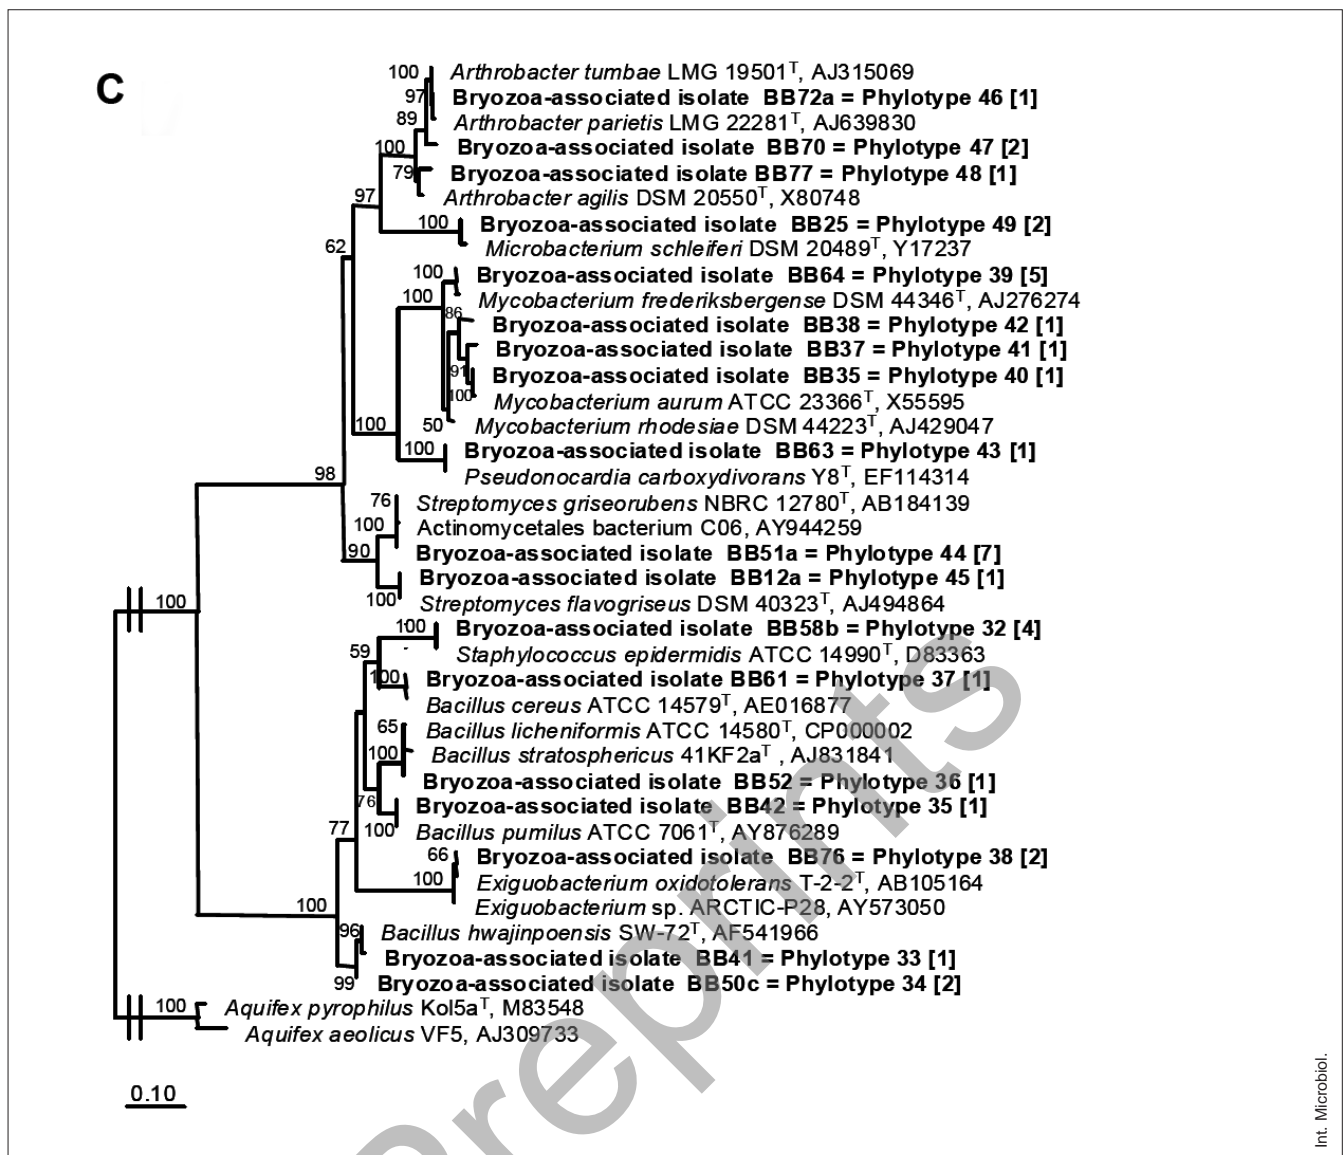 C
100 Arthrobacter tumbae LMG 19501T, AJ315069
97 Bryozoa-associated isolate BB72a = Phylotype 46 [1]
89 Arthrobacter parietis LMG 22281T, AJ639830
100 Bryozoa-associated isolate BB70 = Phylotype 47 [2]
79 Bryozoa-associated isolate BB77 = Phylotype 48 [1]
97 Arthrobacter agilis DSM 20550T, X80748
100 Bryozoa-associated isolate BB25 = Phylotype 49 [2]
62 Microbacterium schleiferi DSM 20489T, Y17237
100 Bryozoa-associated isolate BB64 = Phylotype 39 [5]
100 Mycobacterium frederiksbergense DSM 44346T, AJ276274
86 Bryozoa-associated isolate BB38 = Phylotype 42 [1]
Bryozoa-associated isolate BB37 = Phylotype 41 [1]
91 Bryozoa-associated isolate BB35 = Phylotype 40 [1]
100 Mycobacterium aurum ATCC 23366T, X55595
100 50 Mycobacterium rhodesiae DSM 44223T, AJ429047
100 Bryozoa-associated isolate BB63 = Phylotype 43 [1]
98 Pseudonocardia carboxydivorans Y8T, EF114314
76 Streptomyces griseorubens NBRC 12780T, AB184139
100 Actinomycetales bacterium C06, AY944259
90 Bryozoa-associated isolate BB51a = Phylotype 44 [7]
Bryozoa-associated isolate BB12a = Phylotype 45 [1]
100 100 Streptomyces flavogriseus DSM 40323T, AJ494864
100 Bryozoa-associated isolate BB58b = Phylotype 32 [4]
59 Staphylococcus epidermidis ATCC 14990T, D83363
100 Bryozoa-associated isolate BB61 = Phylotype 37 [1]
Bacillus cereus ATCC 14579T, AE016877
65 Bacillus licheniformis ATCC 14580T, CP000002
100 Bacillus stratosphericus 41KF2aT , AJ831841
Bryozoa-associated isolate BB52 = Phylotype 36 [1]
76 Bryozoa-associated isolate BB42 = Phylotype 35 [1]
77 100 Bacillus pumilus ATCC 7061T, AY876289
66 Bryozoa-associated isolate BB76 = Phylotype 38 [2]
100 Exiguobacterium oxidotolerans T-2-2T, AB105164
100 Exiguobacterium sp. ARCTIC-P28, AY573050
96 Bacillus hwajinpoensis SW-72T, AF541966
Bryozoa-associated isolate BB41 = Phylotype 33 [1]
99 Bryozoa-associated isolate BB50c = Phylotype 34 [2]
100 Aquifex pyrophilus Kol5aT, M83548
Aquifex aeolicus VF5, AJ309733
0.10
Preprints
Int. Microbiol.